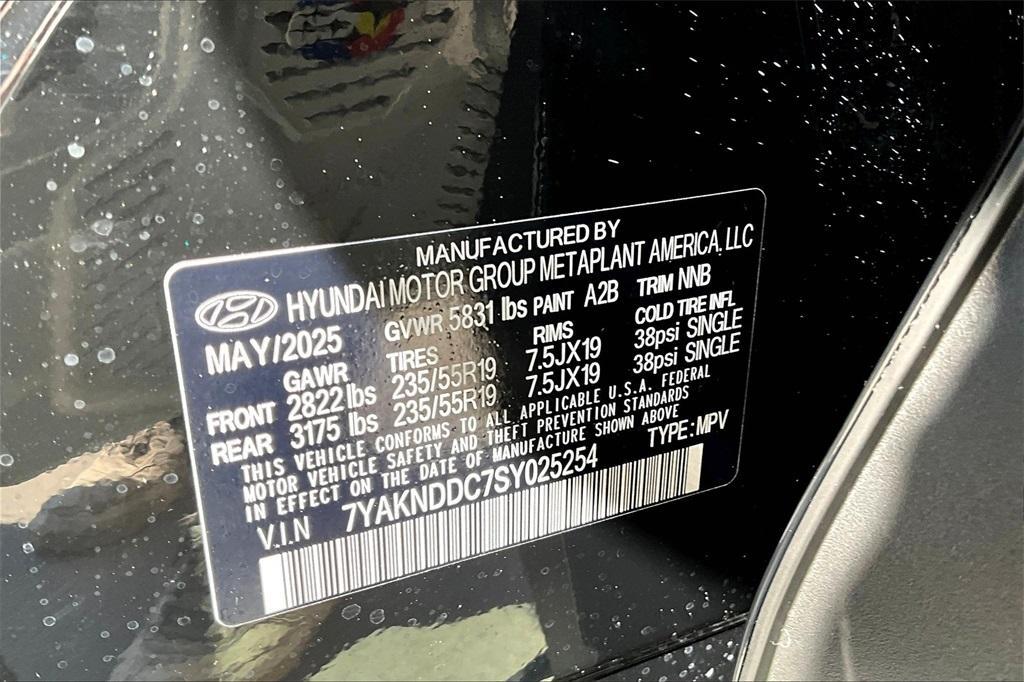 MANUFACTURED BY
HYUNDAI MOTOR GROUP METAPLANT AMERICA, LLC
MAY/2025 GVWR 5831 lbs PAINT A2B TRIM NNB
GAWR TIRES RIMS COLD TIRE INFL
FRONT 2822 lbs 235/55R19 7.5JX19 38psi SINGLE
REAR 3175 lbs 235/55R19 7.5JX19 38psi SINGLE
THIS VEHICLE CONFORMS TO ALL APPLICABLE U.S.A. FEDERAL
MOTOR VEHICLE SAFETY AND THEFT PREVENTION STANDARDS
IN EFFECT ON THE DATE OF MANUFACTURE SHOWN ABOVE
V.I.N 7YAKNDDC7SY025254 TYPE: MPV